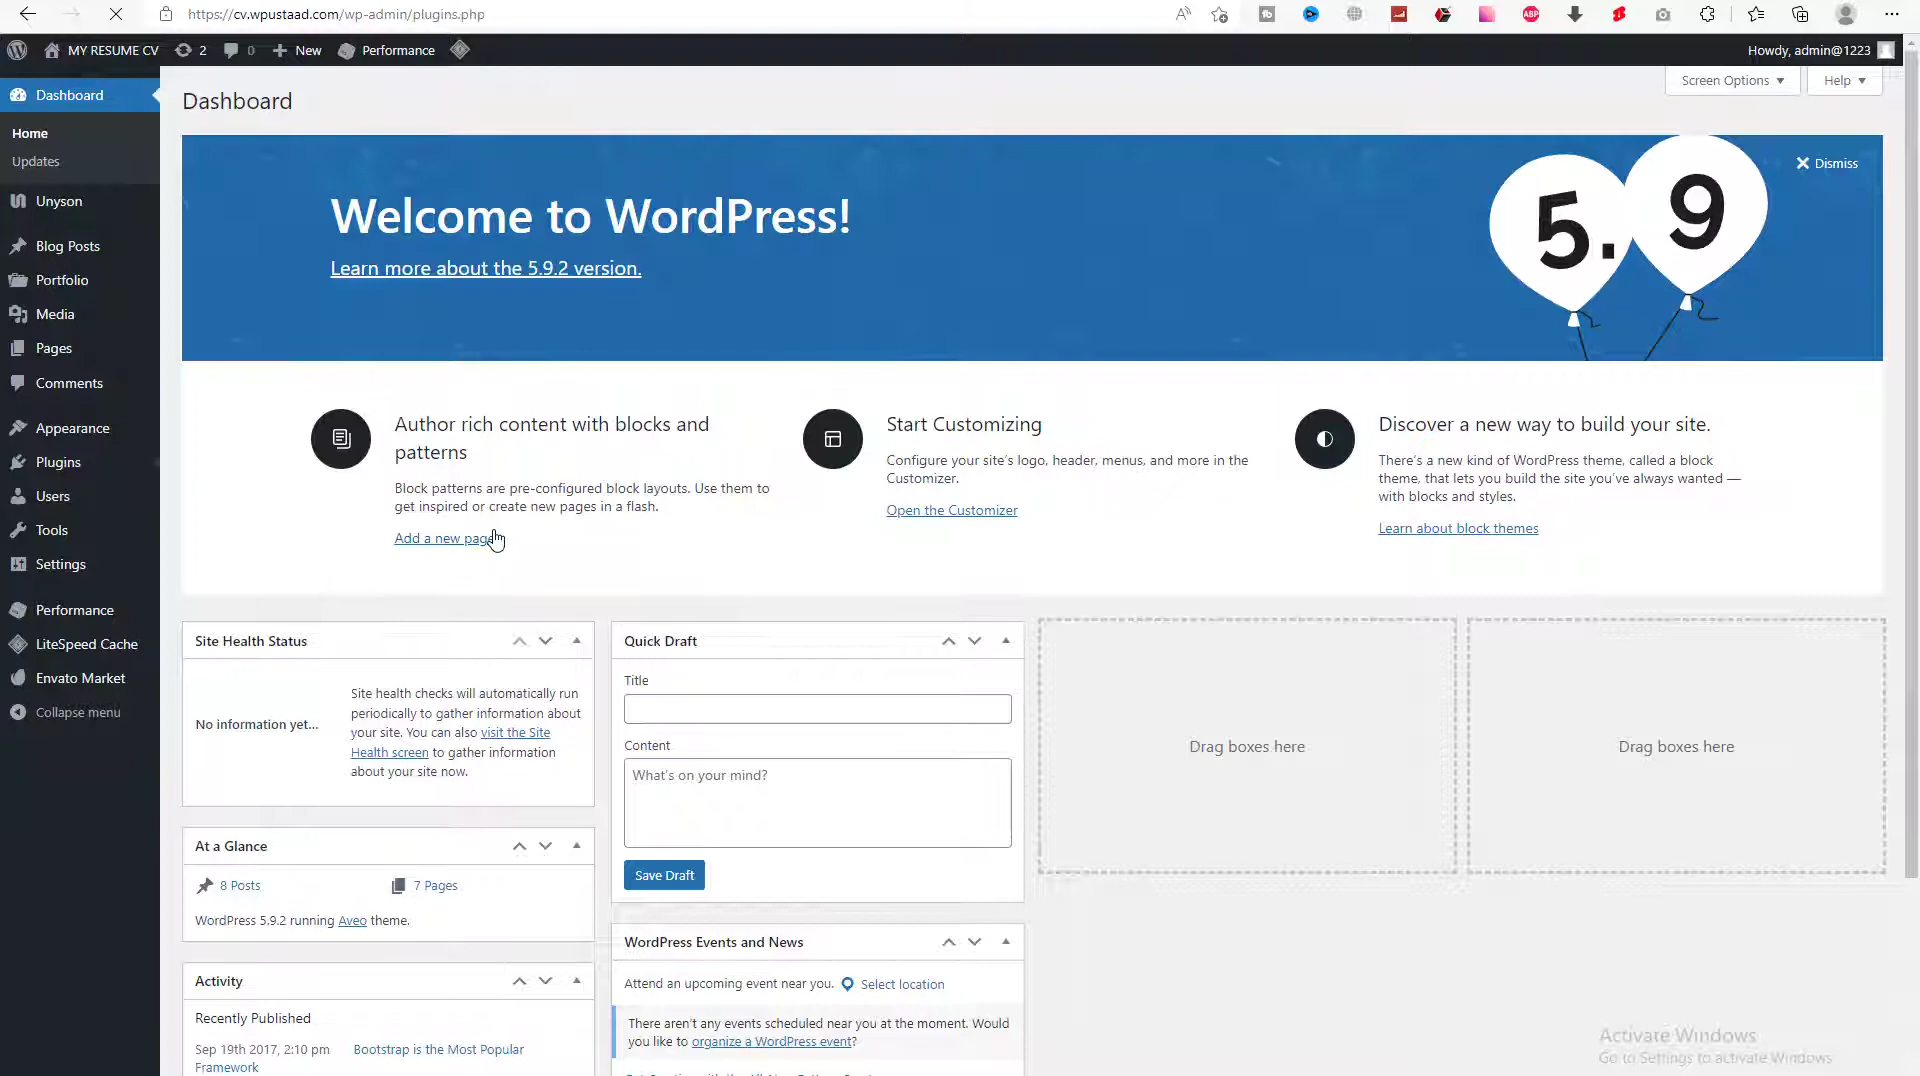 https://cv.wpustaad.com/wp-admin/plugins.php
MY RESUME CV
2
0
New
Performance
Howdy, admin@1223
Dashboard
Home
Updates
Unyson
Blog Posts
Portfolio
Media
Pages
Comments
Appearance
Plugins
Users
Tools
Settings
Performance
LiteSpeed Cache
Envato Market
Collapse menu
Screen Options
Help
Dashboard
Welcome to WordPress!
Learn more about the 5.9.2 version.
5.9
Dismiss
Author rich content with blocks and
patterns
Block patterns are pre-configured block layouts. Use them to
get inspired or create new pages in a flash.
Add a new page
Start Customizing
Configure your site's logo, header, menus, and more in the
Customizer.
Open the Customizer
Discover a new way to build your site.
There's a new kind of WordPress theme, called a block
theme, that lets you build the site you've always wanted —
with blocks and styles.
Learn about block themes
Site Health Status
No information yet...
Site health checks will automatically run
periodically to gather information about
your site. You can also visit the Site
Health screen to gather information
about your site now.
At a Glance
8 Posts
7 Pages
WordPress 5.9.2 running Aveo theme.
Activity
Recently Published
Sep 19th 2017, 2:10 pm
Bootstrap is the Most Popular
Framework
Quick Draft
Title
Content
What's on your mind?
Save Draft
WordPress Events and News
Attend an upcoming event near you.
Select location
There aren't any events scheduled near you at the moment. Would
you like to organize a WordPress event?
Drag boxes here
Drag boxes here
Activate Windows
Go to Settings to activate Windows.
ABP